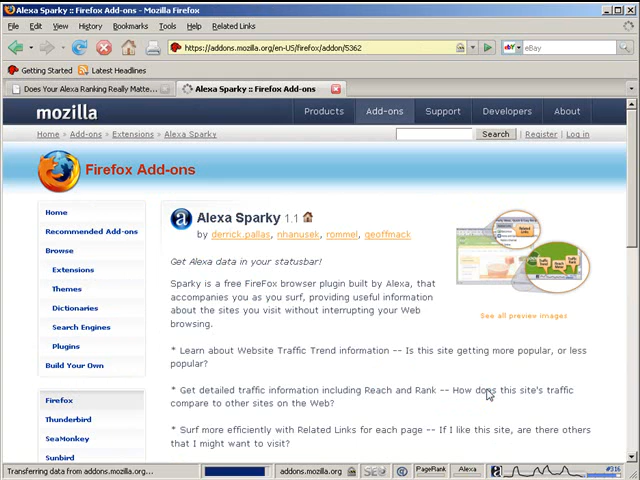 Alexa Sparky :: Firefox Add-ons - Mozilla Firefox
File Edit View History Bookmarks Tools Help Related Links
https://addons.mozilla.org/en-US/firefox/addon/5362
eBay
Getting Started Latest Headlines
Does Your Alexa Ranking Really Matte...
Alexa Sparky :: Firefox Add-ons
mozilla
Products Add-ons Support Developers About
Home » Add-ons » Extensions » Alexa Sparky
Search Register Log in
Firefox Add-ons
Home
Recommended Add-ons
Browse
Extensions
Themes
Dictionaries
Search Engines
Plugins
Build Your Own
Firefox
Thunderbird
SeaMonkey
Sunbird
Alexa Sparky 1.1
by derrick.pallas, nhanusek, rommel, geoffmack
Get Alexa data in your statusbar!
Sparky is a free FireFox browser plugin built by Alexa, that
accompanies you as you surf, providing useful information
about the sites you visit without interrupting your Web
browsing.
See all preview images
* Learn about Website Traffic Trend information -- Is this site getting more popular, or less
popular?
* Get detailed traffic information including Reach and Rank -- How does this site's traffic
compare to other sites on the Web?
* Surf more efficiently with Related Links for each page -- If I like this site, are there others
that I might want to visit?
Transferring data from addons.mozilla.org...
addons.mozilla.org
PageRank
Alexa
#316